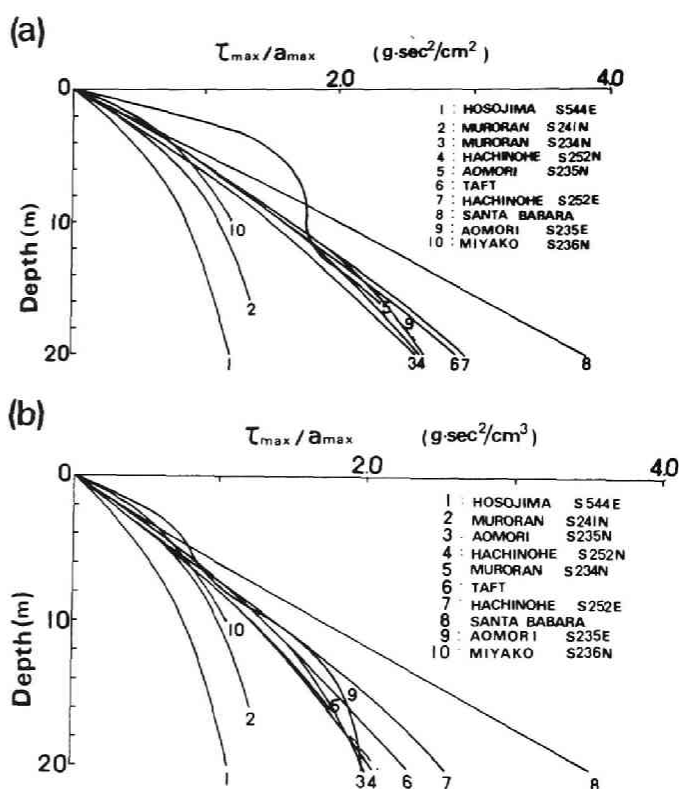 (a)
τmax/amax (g·sec²/cm²)
0 2.0 4.0
1 : HOSOJIMA S544E
2 : MURORAN S241N
3 : MURORAN S234N
4 : HACHINOHE S252N
5 : AOMORI S235N
6 : TAFT
7 : HACHINOHE S252E
8 : SANTA BABARA
9 : AOMORI S235E
10 : MIYAKO S236N
Depth (m)
10
20
10
2
5
9
1 34 67 8
(b)
τmax/amax (g·sec²/cm³)
0 2.0 4.0
1 : HOSOJIMA S544E
2 : MURORAN S241N
3 : AOMORI S235N
4 : HACHINOHE S252N
5 : MURORAN S234N
6 : TAFT
7 : HACHINOHE S252E
8 : SANTA BABARA
9 : AOMORI S235E
10 : MIYAKO S236N
Depth (m)
10
20
10
2
5
9
1 34 6 7 8